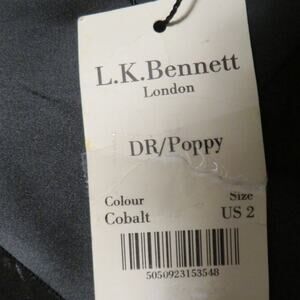 L.K.Bennett
London
DR/Poppy
Colour Size
Cobalt US 2
5050923153548